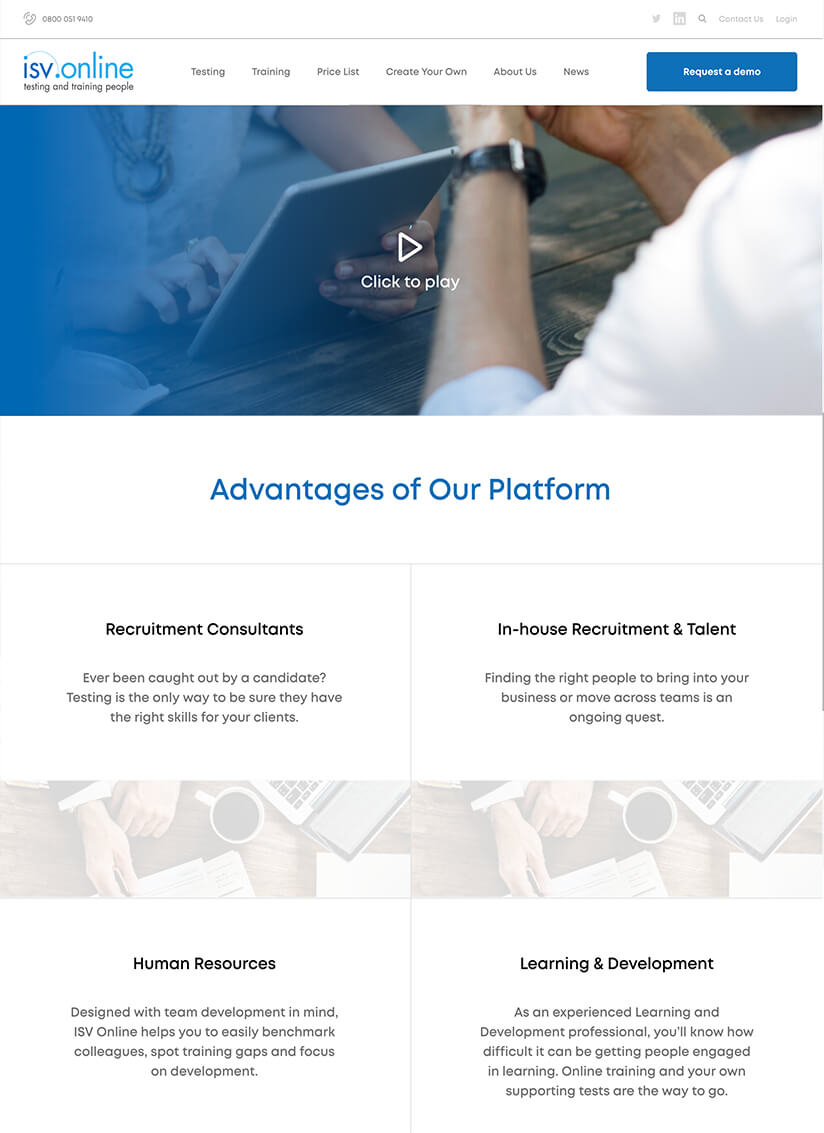 0800 051 9410
Contact Us
Login
isv.online
testing and training people
Testing
Training
Price List
Create Your Own
About Us
News
Request a demo
Click to play
Advantages of Our Platform
Recruitment Consultants
Ever been caught out by a candidate?
Testing is the only way to be sure they have
the right skills for your clients.
In-house Recruitment & Talent
Finding the right people to bring into your
business or move across teams is an
ongoing quest.
Human Resources
Designed with team development in mind,
ISV Online helps you to easily benchmark
colleagues, spot training gaps and focus
on development.
Learning & Development
As an experienced Learning and
Development professional, you’ll know how
difficult it can be getting people engaged
in learning. Online training and your own
supporting tests are the way to go.